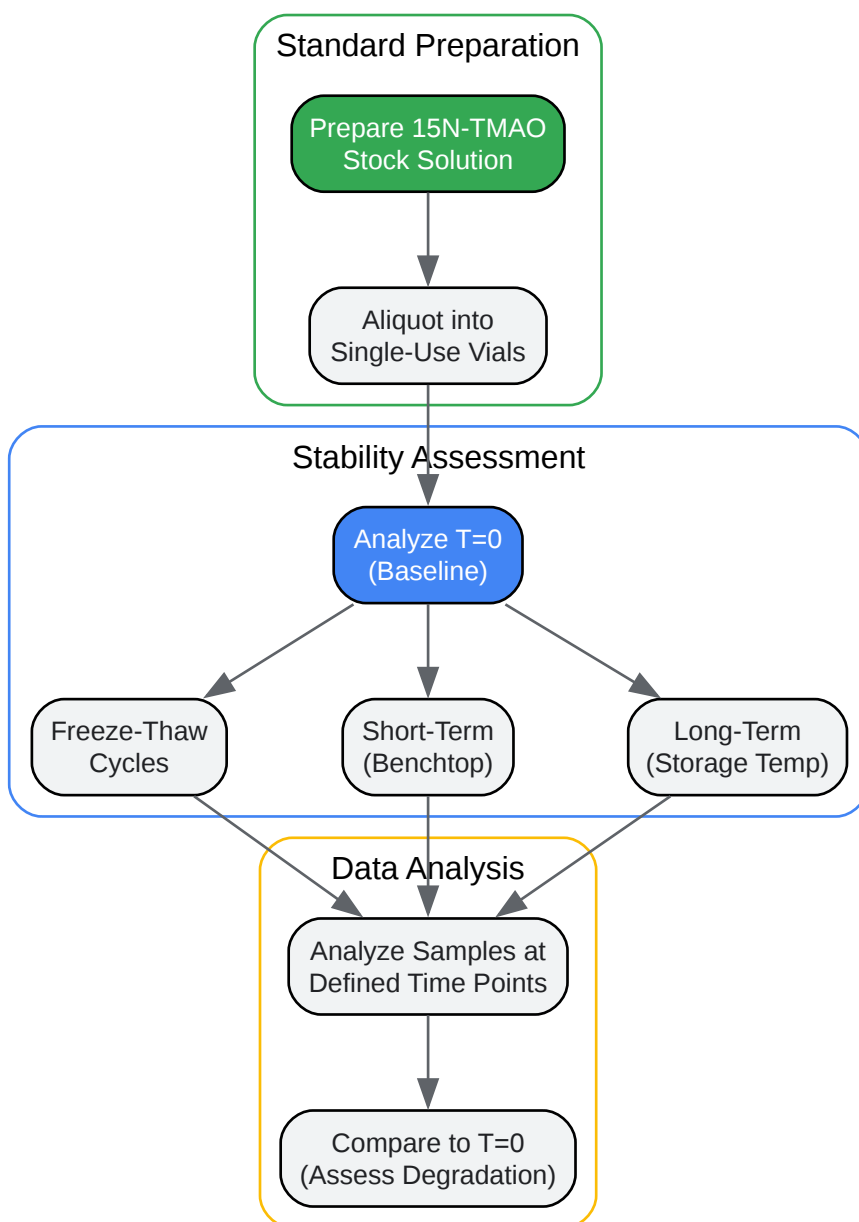 Standard Preparation
Prepare 15N-TMAO
Stock Solution
Aliquot into
Single-Use Vials
Stability Assessment
Analyze T=0
(Baseline)
Freeze-Thaw
Cycles
Short-Term
(Benchtop)
Long-Term
(Storage Temp)
Data Analysis
Analyze Samples at
Defined Time Points
Compare to T=0
(Assess Degradation)